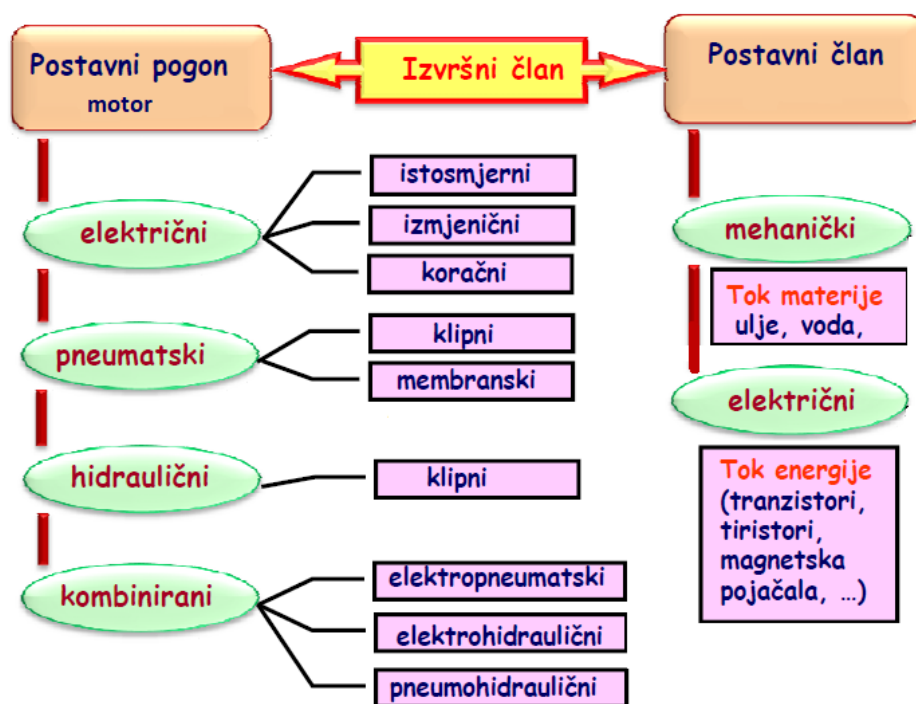 Postavni pogon
motor
Izvršni član
Postavni član
električni
istosmjerni
izmjenični
koračni
pneumatski
klipni
membranski
hidraulični
klipni
kombinirani
elektropneumatski
elektrohidraulični
pneumohidraulični
mehanički
Tok materije
ulje, voda,
električni
Tok energije
(tranzistori,
tiristori,
magnetska
pojačala, ...)